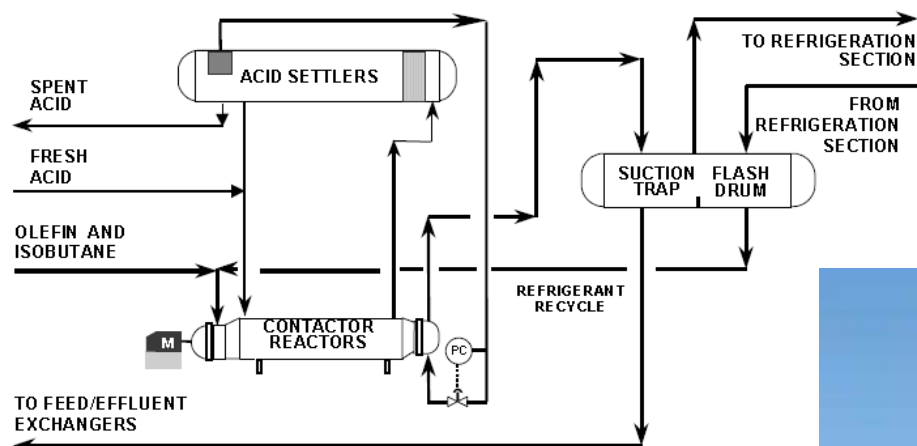 ACID SETTLERS
TO REFRIGERATION
SECTION
SPENT
ACID
FROM
REFRIGERATION
SECTION
FRESH
ACID
SUCTION
TRAP
FLASH
DRUM
OLEFIN AND
ISOBUTANE
REFRIGERANT
RECYCLE
CONTACTOR
REACTORS
M
PC
TO FEED/EFFLUENT
EXCHANGERS